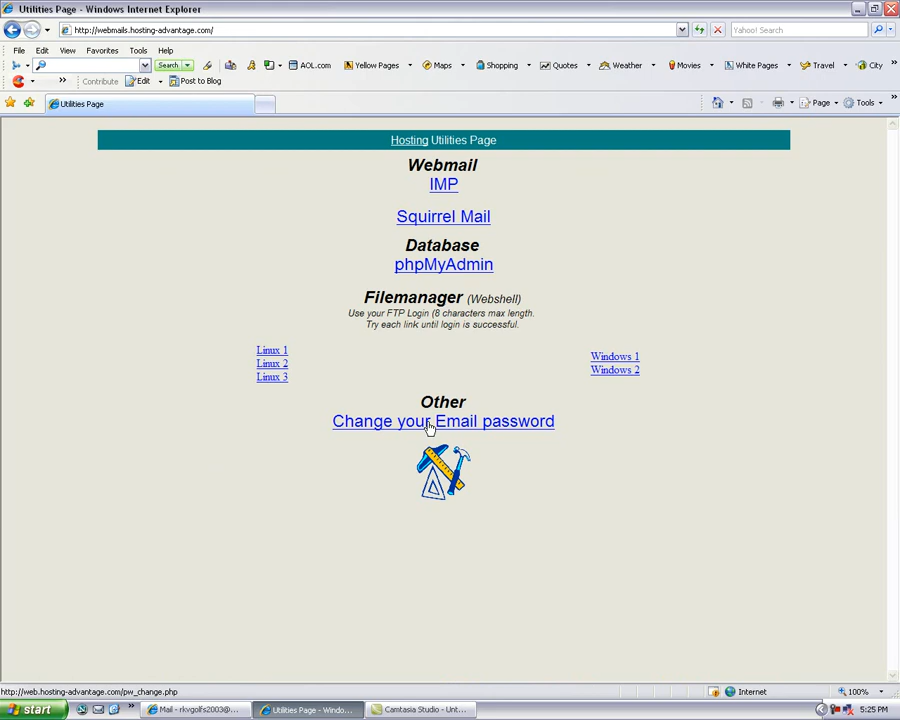 Utilities Page - Windows Internet Explorer
http://webmails.hosting-advantage.com/
Yahoo! Search
File Edit View Favorites Tools Help
Search AOL.com Yellow Pages Maps Shopping Quotes Weather Movies White Pages Travel City
Contribute Edit Post to Blog
Utilities Page
Page Tools
Hosting Utilities Page
Webmail
IMP
Squirrel Mail
Database
phpMyAdmin
Filemanager (Webshell)
Use your FTP Login (8 characters max length.
Try each link until login is successful.
Linux 1
Linux 2
Linux 3
Windows 1
Windows 2
Other
Change your Email password
http://web.hosting-advantage.com/pw_change.php
Internet
100%
start
Mail - rkvgolfs2003@...
Utilities Page - Windo...
Camtasia Studio - Unt...
5:25 PM